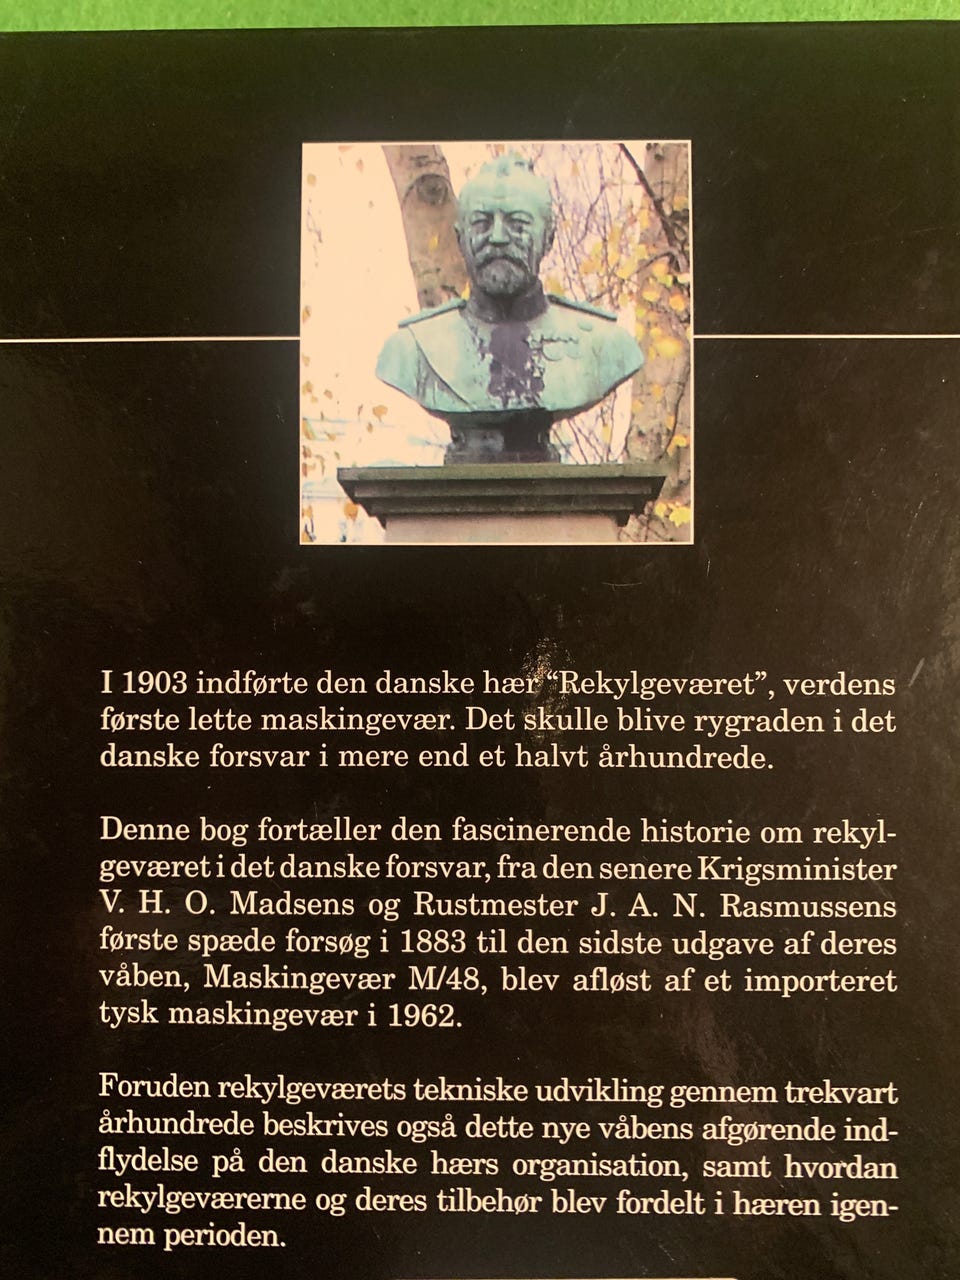 I 1903 indførte den danske hær “Rekylgeværet”, verdens
første lette maskingevær. Det skulle blive rygraden i det
danske forsvar i mere end et halvt århundrede.
Denne bog fortæller den fascinerende historie om rekyl-
geværet i det danske forsvar, fra den senere Krigsminister
V. H. O. Madsens og Rustmester J. A. N. Rasmussens
første spæde forsøg i 1883 til den sidste udgave af deres
våben, Maskingevær M/48, blev afløst af et importeret
tysk maskingevær i 1962.
Foruden rekylgeværets tekniske udvikling gennem trekvart
århundrede beskrives også dette nye våbens afgørende ind-
flydelse på den danske hærs organisation, samt hvordan
rekylgeværerne og deres tilbehør blev fordelt i hæren igen-
nem perioden.